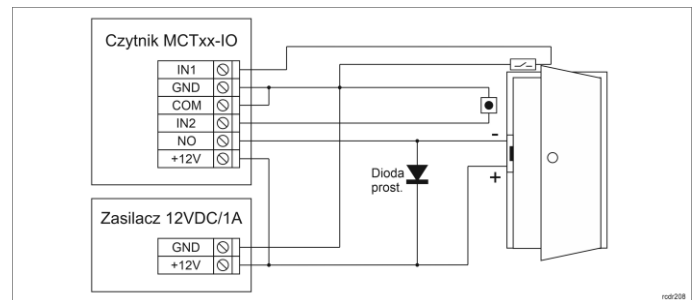 Czytnik MCTxx-IO
IN1
GND
COM
IN2
NO
+12V
Dioda
prost.
-
+
Zasilacz 12VDC/1A
GND
+12V
rcdr208